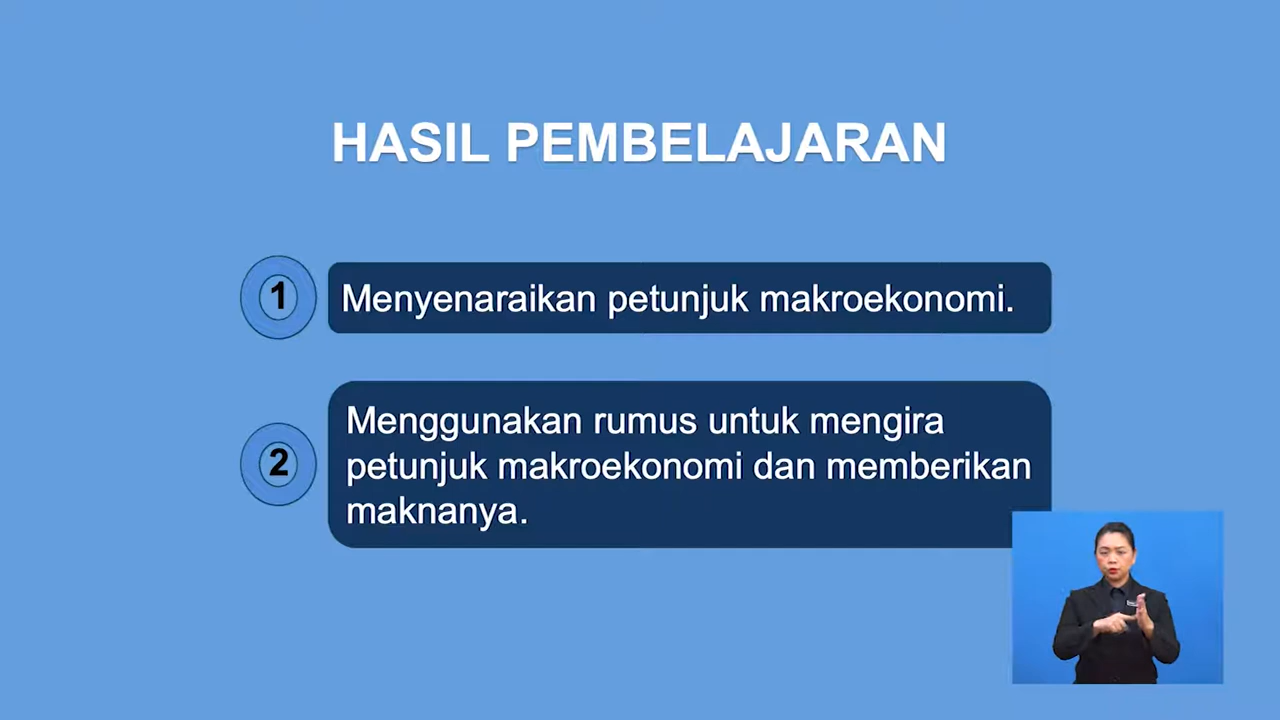 HASIL PEMBELAJARAN
1
Menyenaraikan petunjuk makroekonomi.
2
Menggunakan rumus untuk mengira
petunjuk makroekonomi dan memberikan
maknanya.